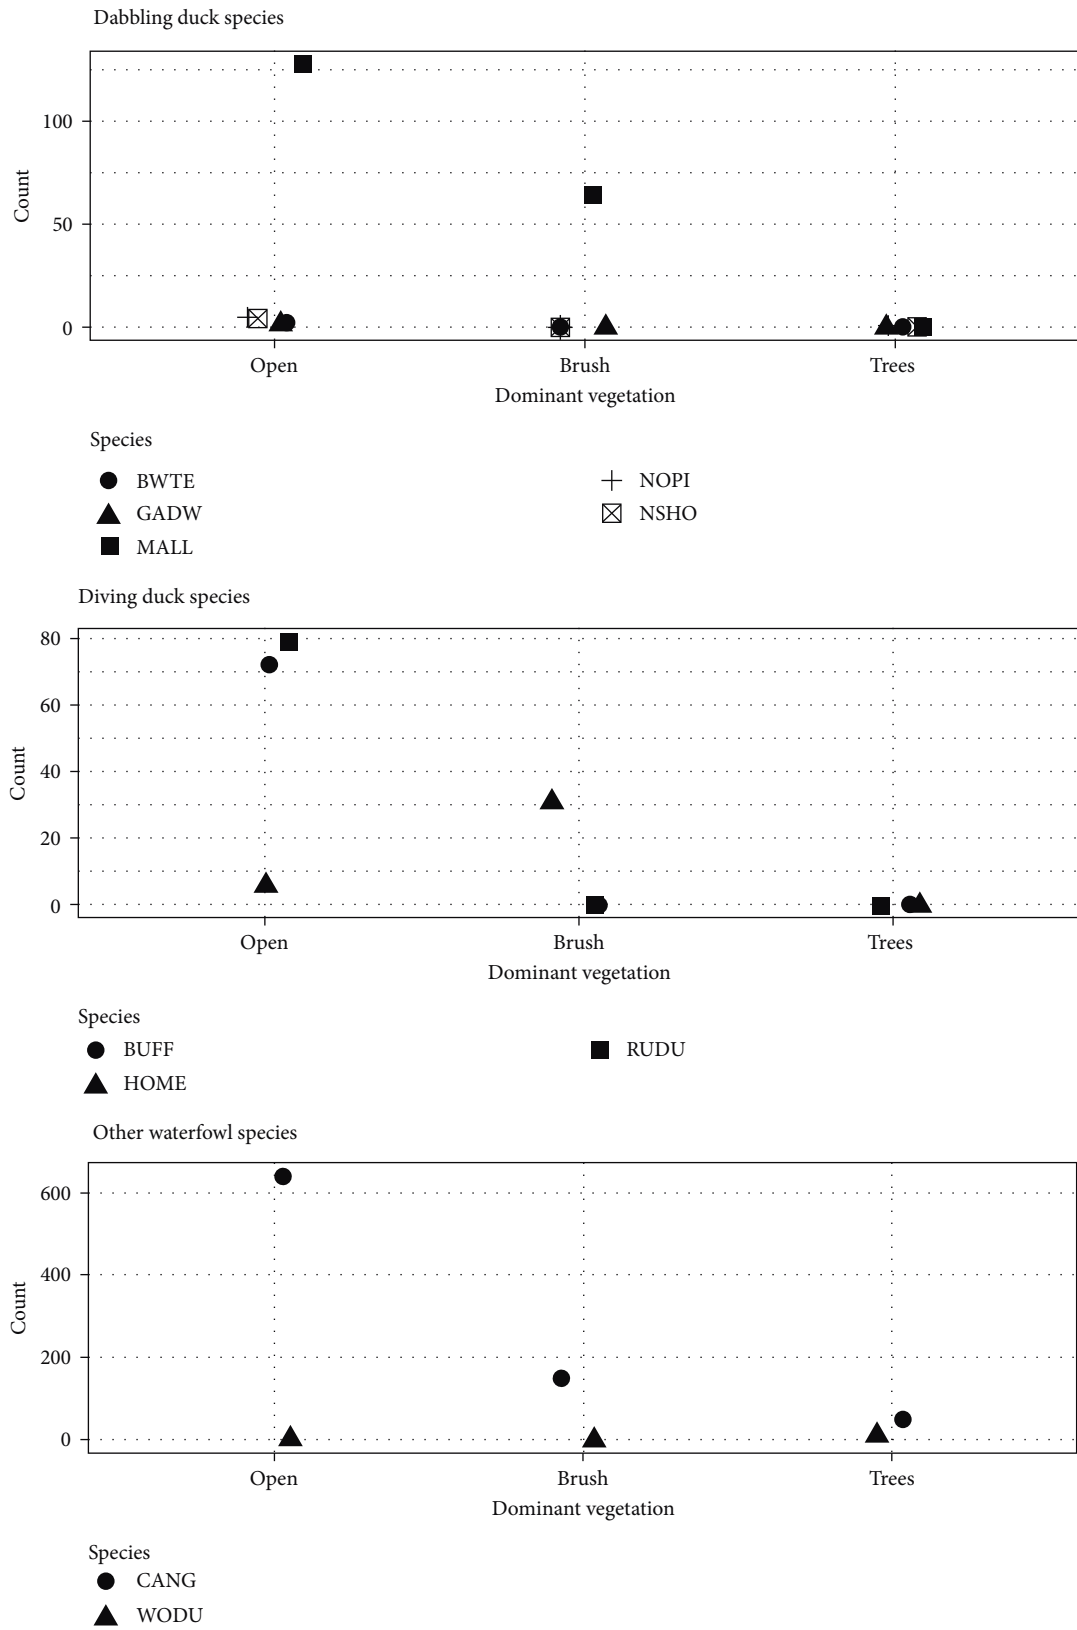 Dabbling duck species
100
50
0
Count
Open Brush Trees
Dominant vegetation
Species
BWTE NOPI
GADW NSHO
MALL
Diving duck species
80
60
40
20
0
Count
Open Brush Trees
Dominant vegetation
Species
BUFF RUDU
HOME
Other waterfowl species
600
400
200
0
Count
Open Brush Trees
Dominant vegetation
Species
CANG
WODU